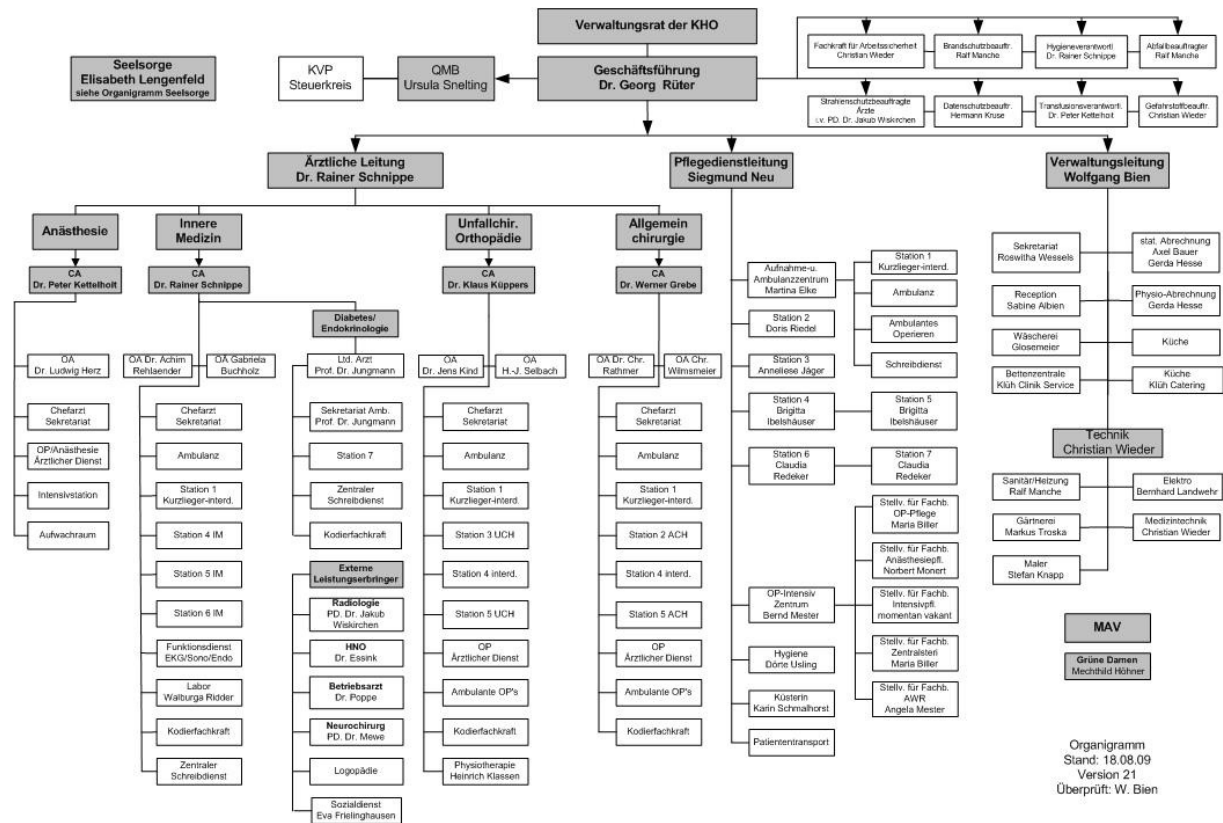 Verwaltungsrat der KHO
Seelsorge
Elisabeth Lengenfeld
siehe Organigramm Seelsorge
KVP
Steuerkreis
QMB
Ursula Snelting
Geschäftsführung
Dr. Georg Rüter
Fachkraft für Arbeitssicherheit
Christian Wieder
Brandschutzbeauftr.
Ralf Manche
Hygieneverantwortl.
Dr. Rainer Schnippe
Abfallbeauftragter
Ralf Manche
Strahlenschutzbeauftragte
Ärzte
i.v. PD. Dr. Jakub Wiskirchen
Datenschutzbeauftr.
Hermann Kruse
Transfusionsverantwortl.
Dr. Peter Kettelhoit
Gefahrstoffbeauftr.
Christian Wieder
Ärztliche Leitung
Dr. Rainer Schnippe
Pflegedienstleitung
Siegmund Neu
Verwaltungsleitung
Wolfgang Bien
Anästhesie
Innere
Medizin
Unfallchir.
Orthopädie
Allgemein
chirurgie
CA
Dr. Peter Kettelhoit
CA
Dr. Rainer Schnippe
CA
Dr. Klaus Küppers
CA
Dr. Werner Grebe
Diabetes/
Endokrinologie
OA
Dr. Ludwig Herz
Chefarzt
Sekretariat
OP/Anästhesie
Ärztlicher Dienst
Intensivstation
Aufwachraum
OA Dr. Achim
Rehlaender
OA Gabriela
Buchholz
Chefarzt
Sekretariat
Ambulanz
Station 1
Kurzlieger-interd.
Station 4 IM
Station 5 IM
Station 6 IM
Funktionsdienst
EKG/Sono/Endo
Labor
Walburga Ridder
Kodierfachkraft
Zentraler
Schreibdienst
Ltd. Arzt
Prof. Dr. Jungmann
Sekretariat Amb.
Prof. Dr. Jungmann
Station 7
Zentraler
Schreibdienst
Kodierfachkraft
Externe
Leistungserbringer
Radiologie
PD. Dr. Jakub
Wiskirchen
HNO
Dr. Essink
Betriebsarzt
Dr. Poppe
Neurochirurg
PD. Dr. Mewe
Logopädie
Sozialdienst
Eva Frielinghausen
OA
Dr. Jens Kind
OA
H.-J. Selbach
Chefarzt
Sekretariat
Ambulanz
Station 1
Kurzlieger-interd.
Station 3 UCH
Station 4 interd.
Station 5 UCH
OP
Ärztlicher Dienst
Ambulante OP's
Kodierfachkraft
Physiotherapie
Heinrich Klassen
OA Dr. Chr.
Rathmer
OA Chr.
Wilmsmeier
Chefarzt
Sekretariat
Ambulanz
Station 1
Kurzlieger-interd.
Station 2 ACH
Station 4 interd.
Station 5 ACH
OP
Ärztlicher Dienst
Ambulante OP's
Kodierfachkraft
Aufnahme-u.
Ambulanzzentrum
Martina Elke
Station 1
Kurzlieger-interd.
Ambulanz
Ambulantes
Operieren
Schreibdienst
Station 2
Doris Riedel
Station 3
Anneliese Jäger
Station 4
Brigitta
Ibelshäuser
Station 5
Brigitta
Ibelshäuser
Station 6
Claudia
Redeker
Station 7
Claudia
Redeker
Stellv. für Fachb.
OP-Pflege
Maria Biller
Stellv. für Fachb.
Anästhesiepfl.
Norbert Monert
OP-Intensiv
Zentrum
Bernd Mester
Stellv. für Fachb.
Intensivpfl.
momentan vakant
Stellv. für Fachb.
Zentralsteri
Maria Biller
Stellv. für Fachb.
AWR
Angela Mester
Hygiene
Dörte Usling
Küsterin
Karin Schmalhorst
Patiententransport
Sekretariat
Roswitha Wessels
stat. Abrechnung
Axel Bauer
Gerda Hesse
Reception
Sabine Albien
Physio-Abrechnung
Gerda Hesse
Wäscherei
Glosemeier
Küche
Bettenzentrale
Klüh Clinik Service
Küche
Klüh Catering
Technik
Christian Wieder
Sanitär/Heizung
Ralf Manche
Elektro
Bernhard Landwehr
Gärtnerei
Markus Troska
Medizintechnik
Christian Wieder
Maler
Stefan Knapp
MAV
Grüne Damen
Mechthild Höhner
Organigramm
Stand: 18.08.09
Version 21
Überprüft: W. Bien